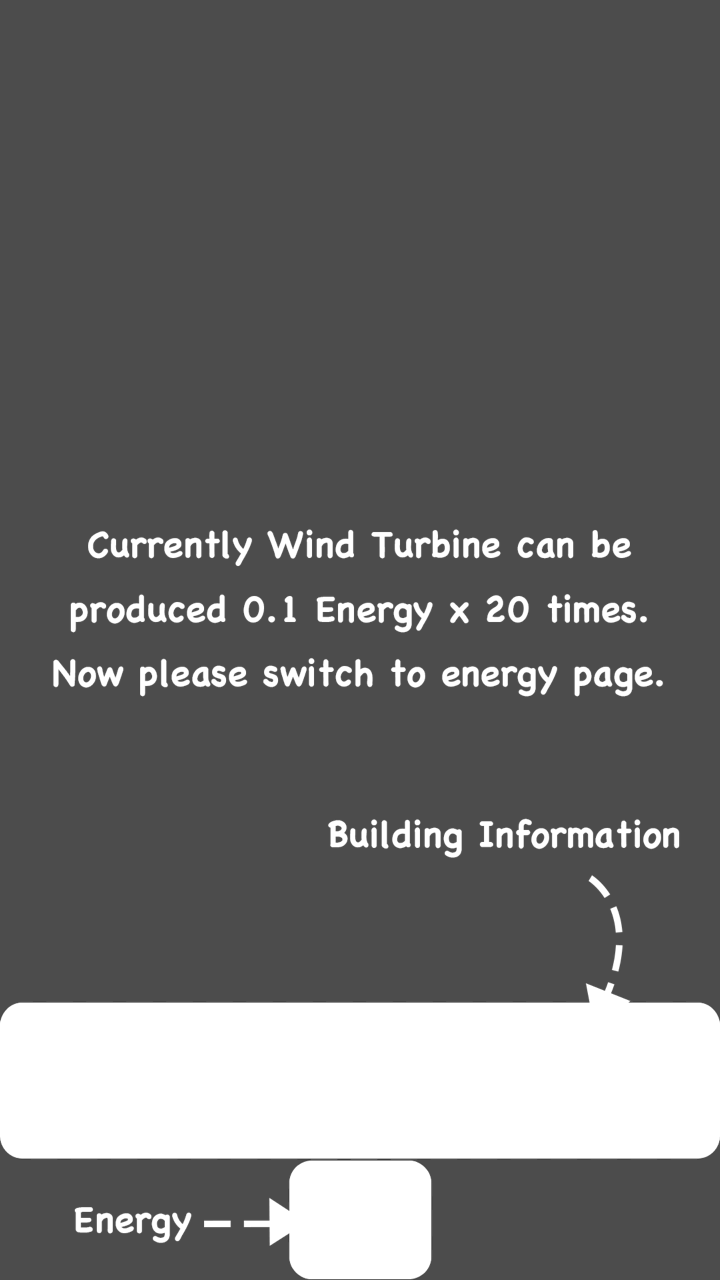 Currently Wind Turbine can be
produced 0.1 Energy x 20 times.
Now please switch to energy page.
Building Information
Energy